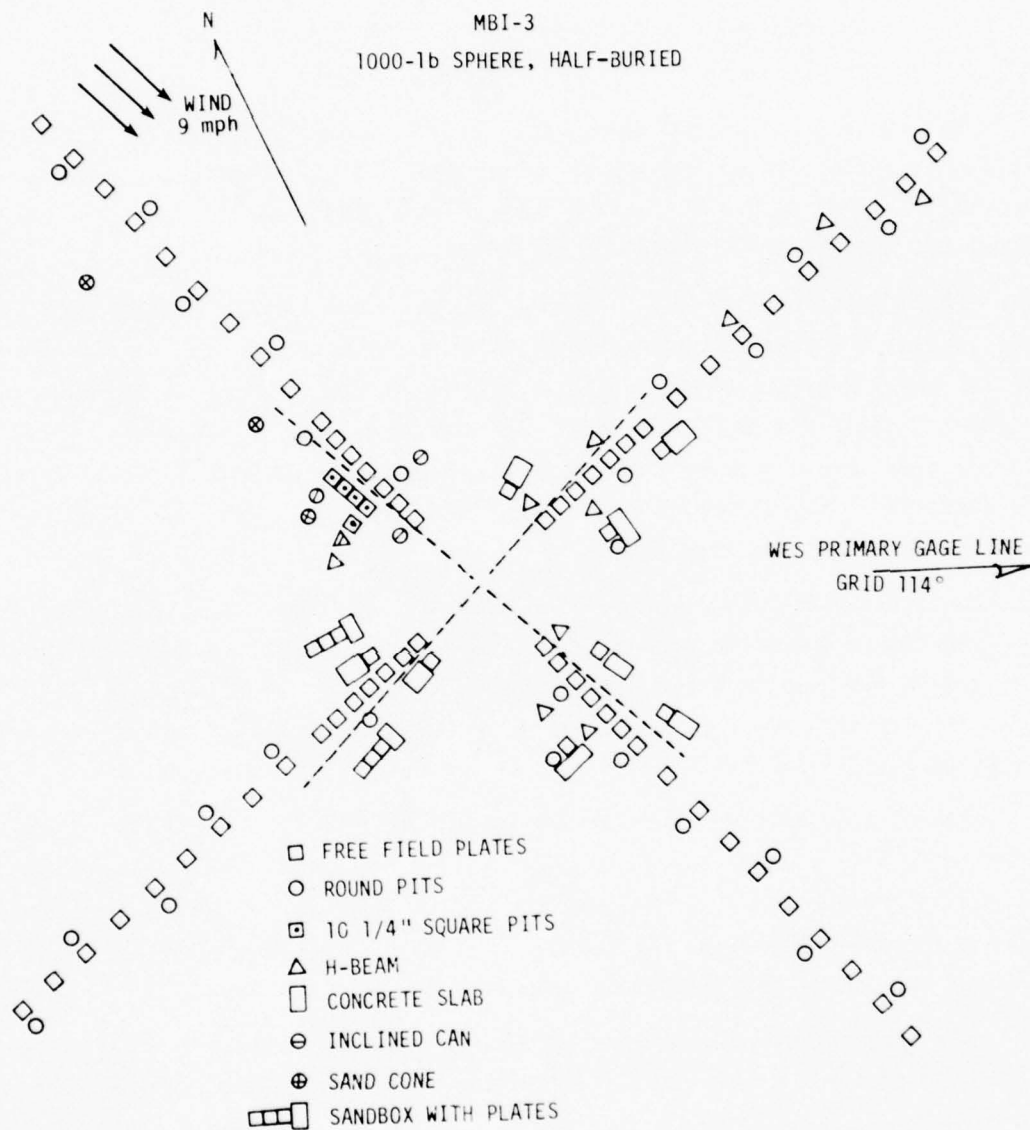 MBI-3
1000-lb SPHERE, HALF-BURIED
N
WIND
9 mph
WES PRIMARY GAGE LINE
GRID 114°
FREE FIELD PLATES
ROUND PITS
10 1/4" SQUARE PITS
H-BEAM
CONCRETE SLAB
INCLINED CAN
SAND CONE
SANDBOX WITH PLATES